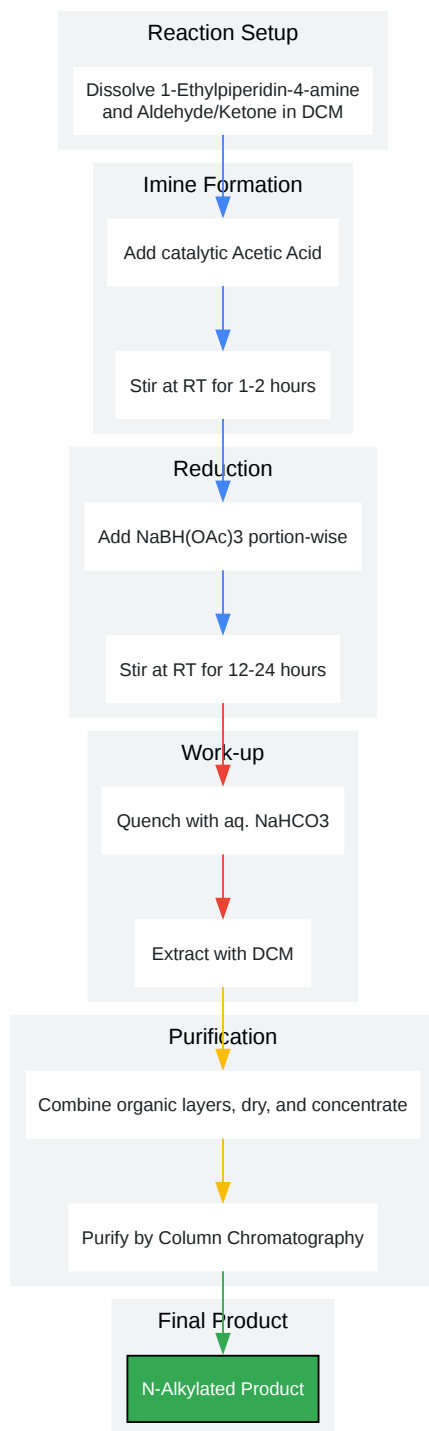 Reaction Setup
Dissolve 1-Ethylpiperidin-4-amine
and Aldehyde/Ketone in DCM
Imine Formation
Add catalytic Acetic Acid
Stir at RT for 1-2 hours
Reduction
Add NaBH(OAc)3 portion-wise
Stir at RT for 12-24 hours
Work-up
Quench with aq. NaHCO3
Extract with DCM
Purification
Combine organic layers, dry, and concentrate
Purify by Column Chromatography
Final Product
N-Alkylated Product